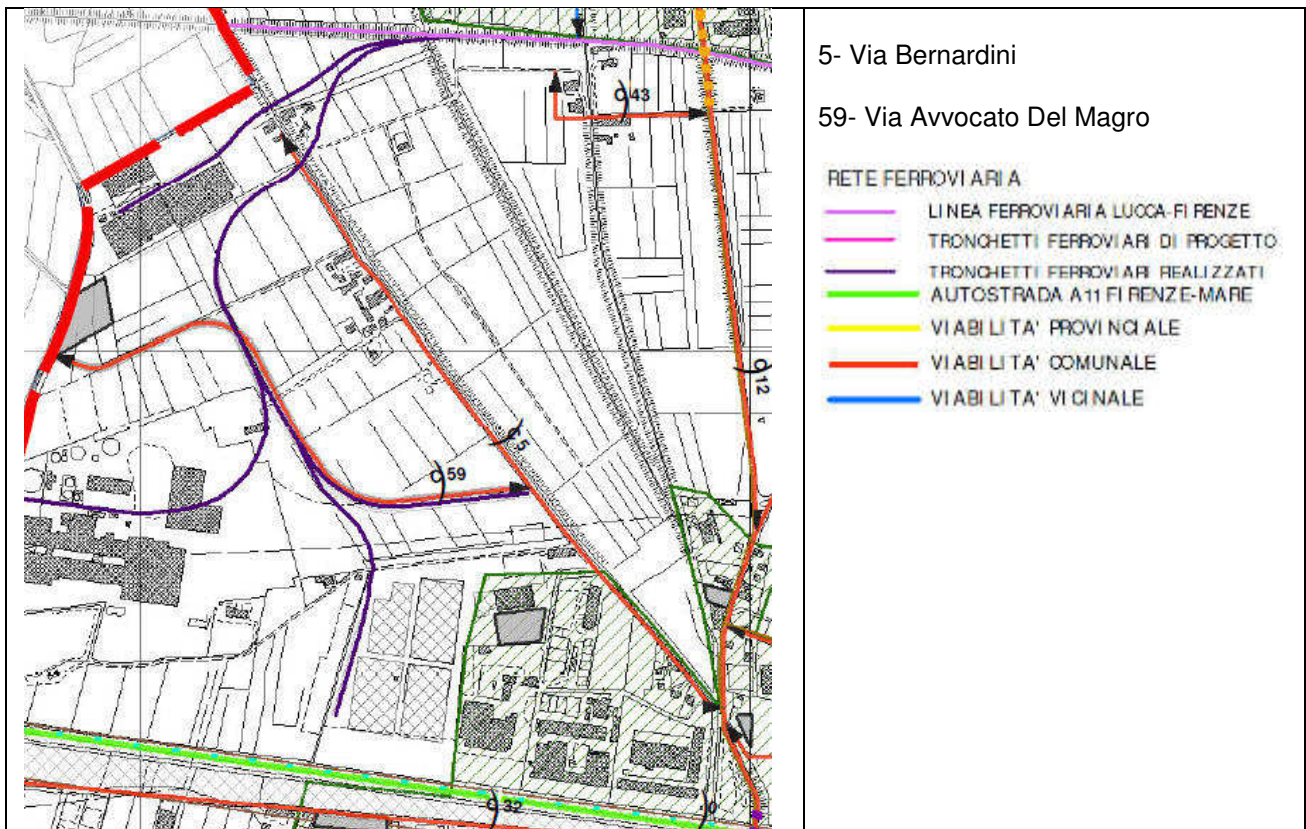 C 43
C 12
C 5
C 59
C 32
5- Via Bernardini
59- Via Avvocato Del Magro
RETE FERROVIARIA
LINEA FERROVIARIA LUCCA-FIRENZE
TRONCHETTI FERROVIARI DI PROGETTO
TRONCHETTI FERROVIARI REALIZZATI
AUTOSTRADA A11 FIRENZE-MARE
VIABILITA' PROVINCIALE
VIABILITA' COMUNALE
VIABILITA' VICINALE